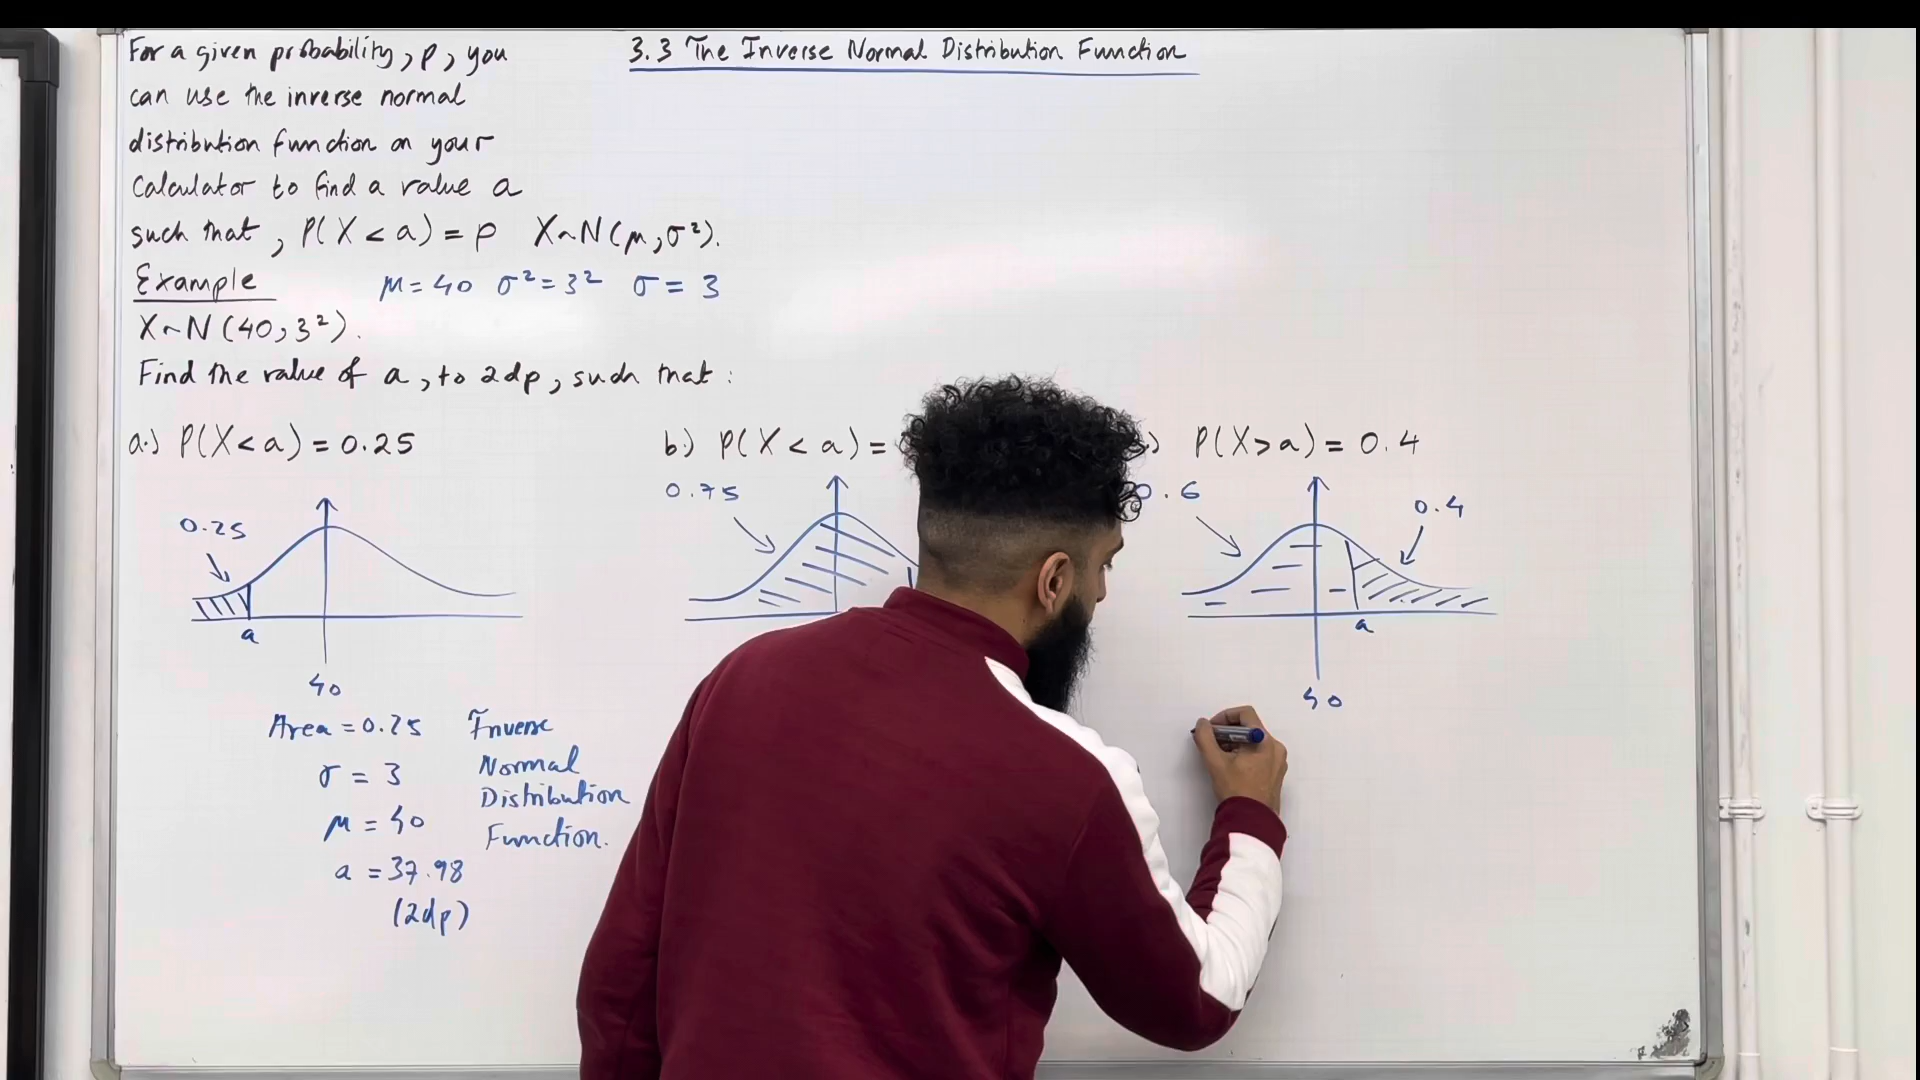 3.3 The Inverse Normal Distribution Function
For a given probability, p, you
can use the inverse normal
distribution function on your
calculator to find a value a
such that, P(X < a) = p X~N(μ, σ²).
Example μ = 40 σ² = 3² σ = 3
X~N(40, 3²).
Find the value of a, to 2dp, such that:
a.) P(X < a) = 0.25
0.25
a
40
Area = 0.25
σ = 3
μ = 40
a = 37.98
(2dp)
Inverse
Normal
Distribution
Function.
b.) P(X < a) =
0.75
P(X > a) = 0.4
0.6
0.4
a
40